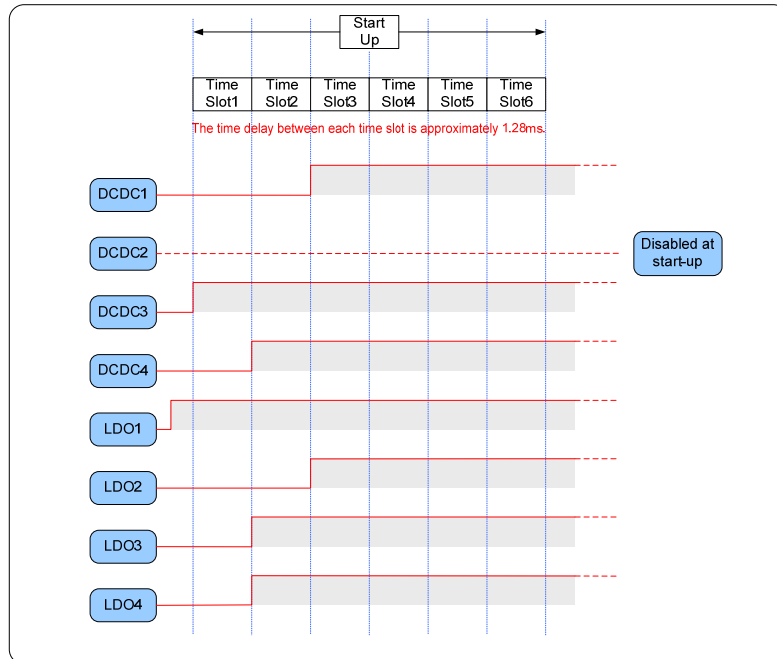 Start
Up
Time
Slot1
Time
Slot2
Time
Slot3
Time
Slot4
Time
Slot5
Time
Slot6
The time delay between each time slot is approximately 1.28ms.
DCDC1
DCDC2
Disabled at
start-up
DCDC3
DCDC4
LDO1
LDO2
LDO3
LDO4